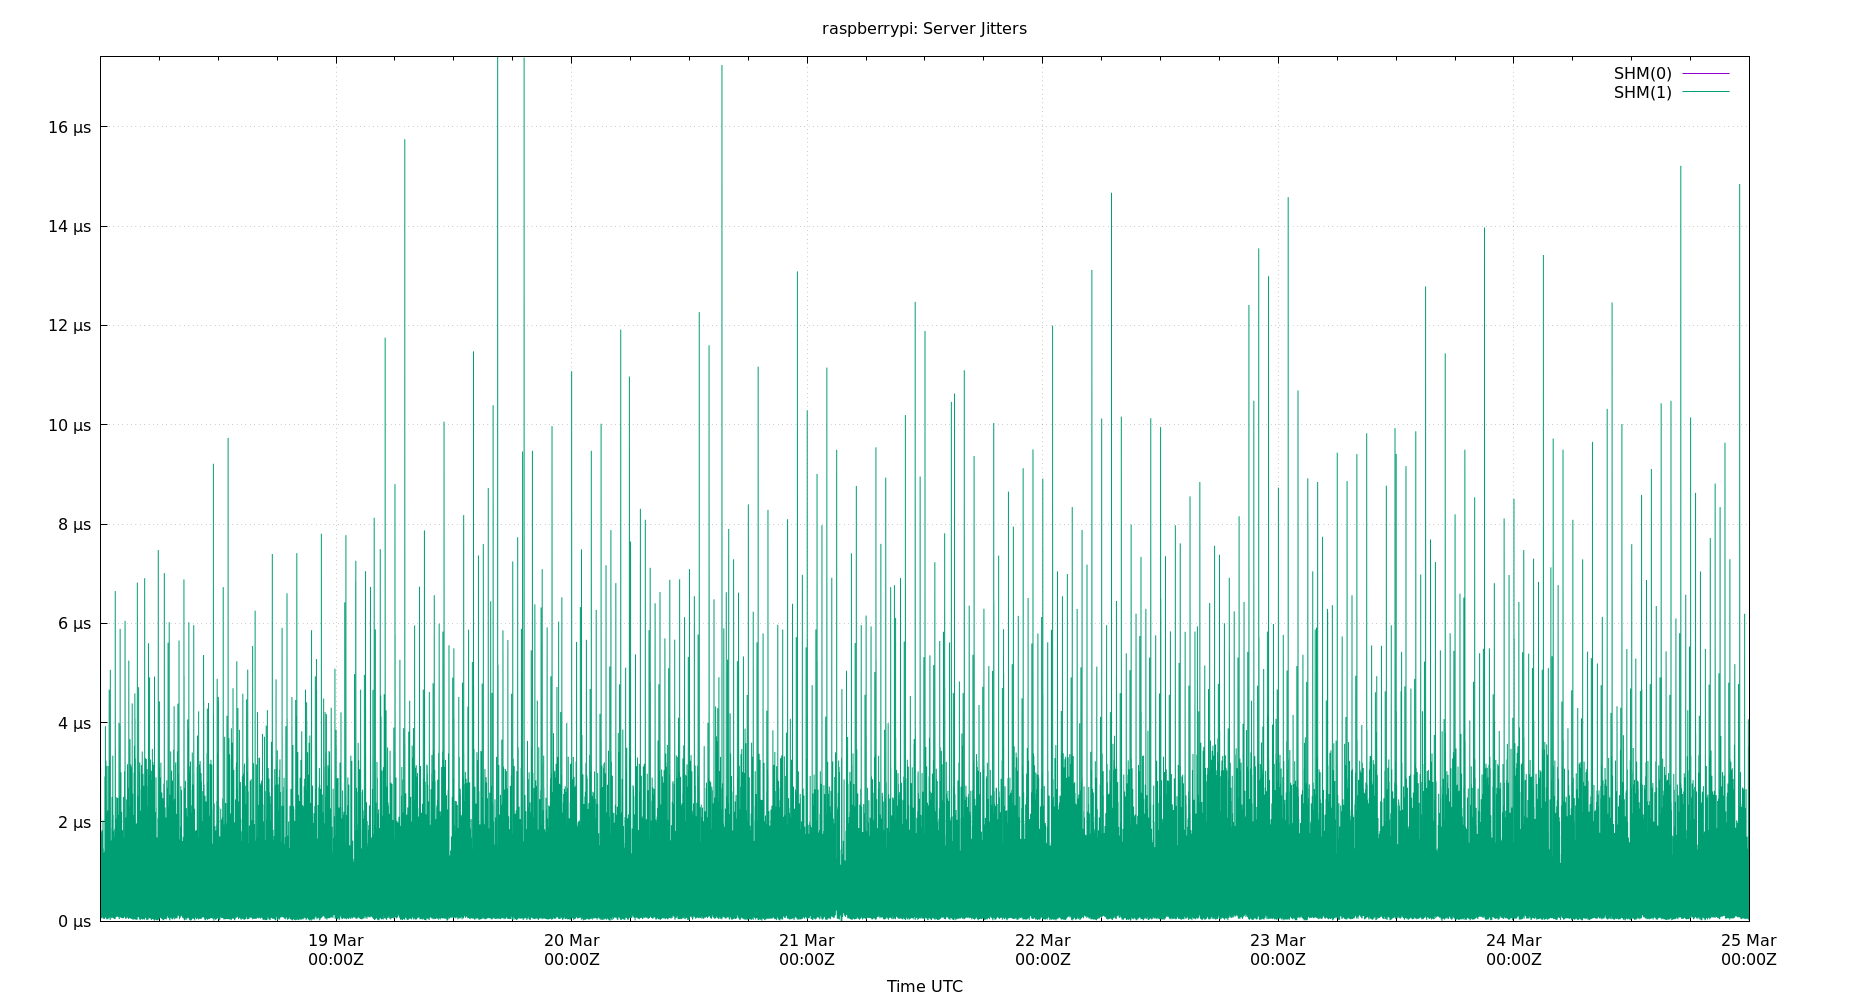 raspberrypi: Server Jitters
SHM(0)
SHM(1)
16 µs
14 µs
12 µs
10 µs
8 µs
6 µs
4 µs
2 µs
0 µs
19 Mar 20 Mar 21 Mar 22 Mar 23 Mar 24 Mar 25 Mar
00:00Z 00:00Z 00:00Z 00:00Z 00:00Z 00:00Z 00:00Z
Time UTC